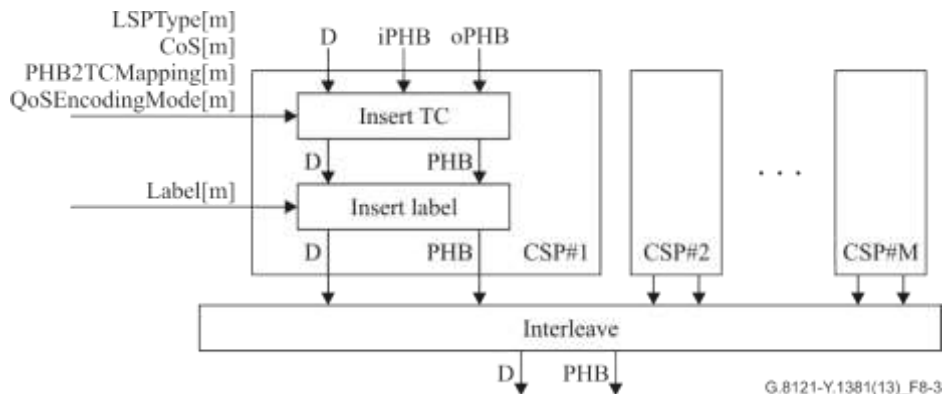 LSPType[m]
CoS[m]
PHB2TCMapping[m]
QoSEncodingMode[m]
D iPHB oPHB
Insert TC
D PHB
Label[m]
Insert label
. . .
D PHB CSP#1 CSP#2 CSP#M
Interleave
D PHB
G.8121-Y.1381(13)_F8-3